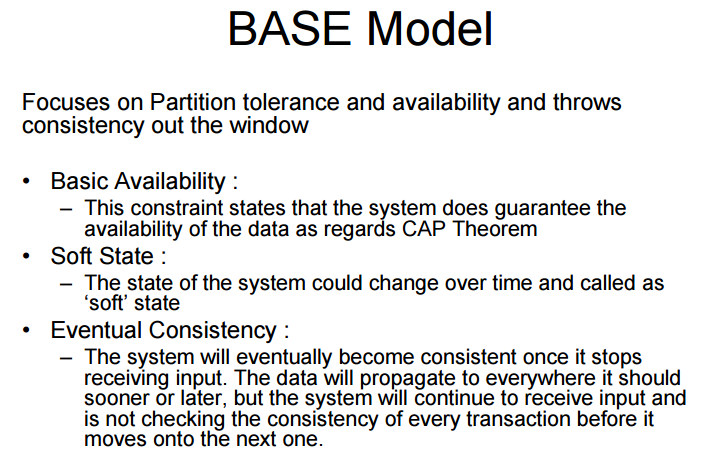 BASE Model
Focuses on Partition tolerance and availability and throws
consistency out the window
• Basic Availability :
– This constraint states that the system does guarantee the
availability of the data as regards CAP Theorem
• Soft State :
– The state of the system could change over time and called as
‘soft’ state
• Eventual Consistency :
– The system will eventually become consistent once it stops
receiving input. The data will propagate to everywhere it should
sooner or later, but the system will continue to receive input and
is not checking the consistency of every transaction before it
moves onto the next one.